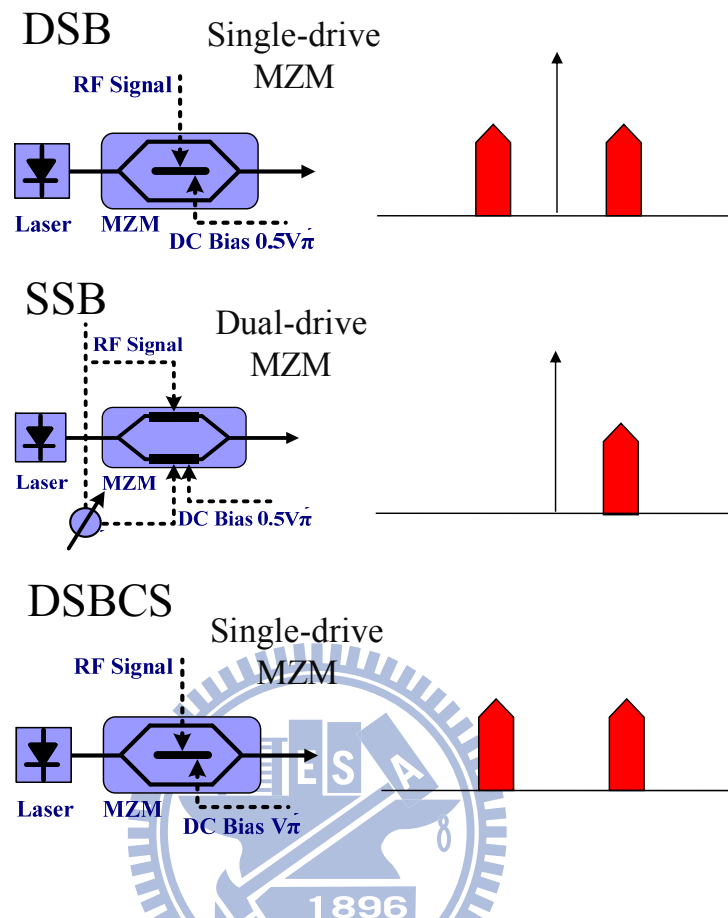 DSB
Single-drive
MZM
RF Signal
Laser
MZM
DC Bias 0.5Vπ
SSB
Dual-drive
MZM
RF Signal
Laser
MZM
DC Bias 0.5Vπ
DSBCS
Single-drive
MZM
RF Signal
Laser
MZM
DC Bias Vπ
E S A
1896